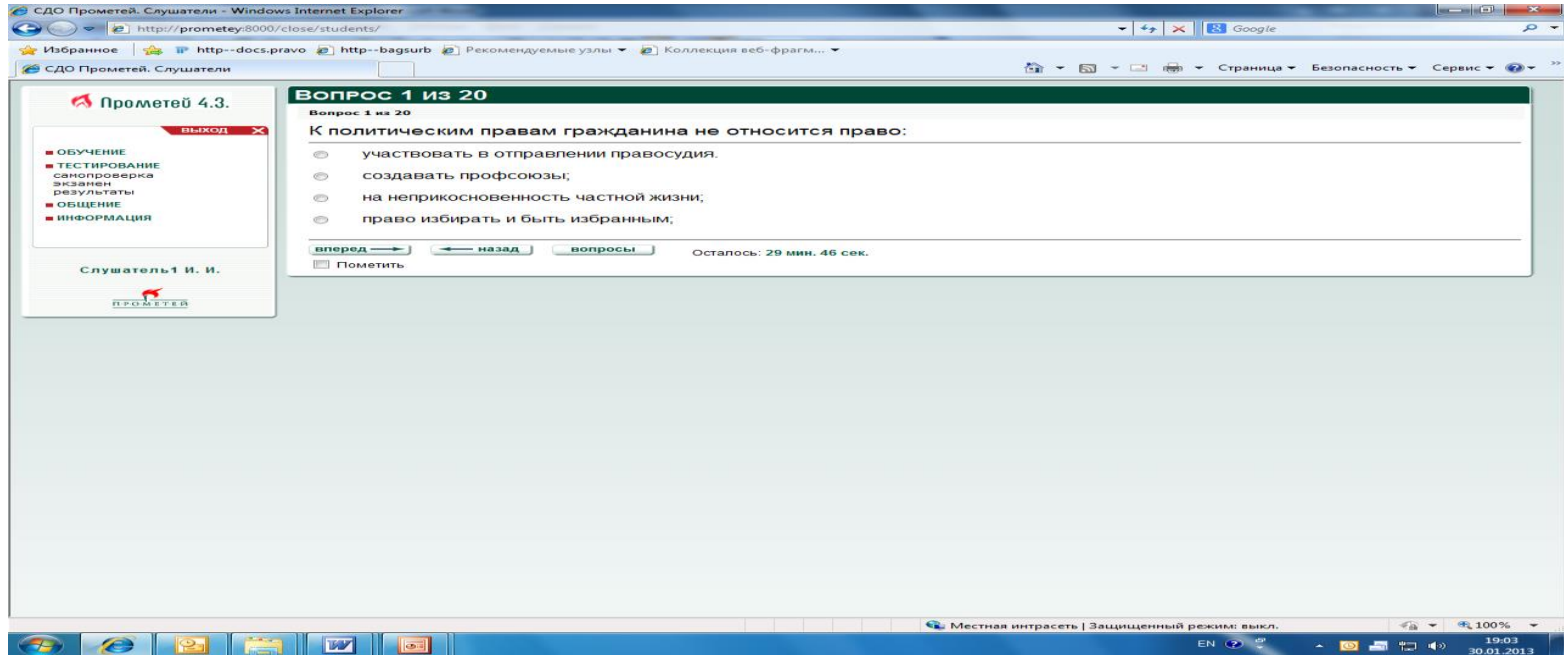 СДО Прометей. Слушатели - Windows Internet Explorer
http://prometey:8000/close/students/
Google
Избранное http--docs.pravo http--bagsurb Рекомендуемые узлы Коллекция веб-фрагм...
СДО Прометей. Слушатели
Страница Безопасность Сервис
Прометей 4.3.
ВЫХОД
ОБУЧЕНИЕ
ТЕСТИРОВАНИЕ
самопроверка
экзамен
результаты
ОБЩЕНИЕ
ИНФОРМАЦИЯ
Слушатель1 И. И.
ПРОМЕТЕЙ
Вопрос 1 из 20
Вопрос 1 из 20
К политическим правам гражданина не относится право:
участвовать в отправлении правосудия.
создавать профсоюзы;
на неприкосновенность частной жизни;
право избирать и быть избранным;
вперед назад вопросы Осталось: 29 мин. 46 сек.
Пометить
Местная интрасеть | Защищенный режим: выкл. 100%
EN 19:03
30.01.2013